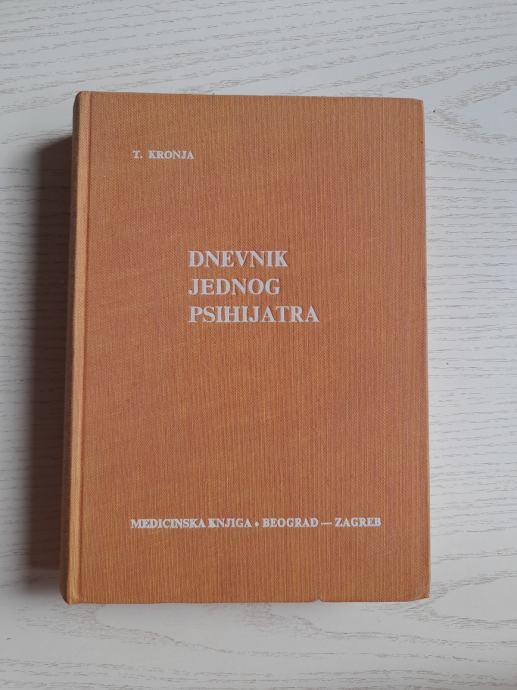 T. KRONJA
DNEVNIK
JEDNOG
PSIHIJATRA
MEDICINSKA KNJIGA • BEOGRAD — ZAGREB